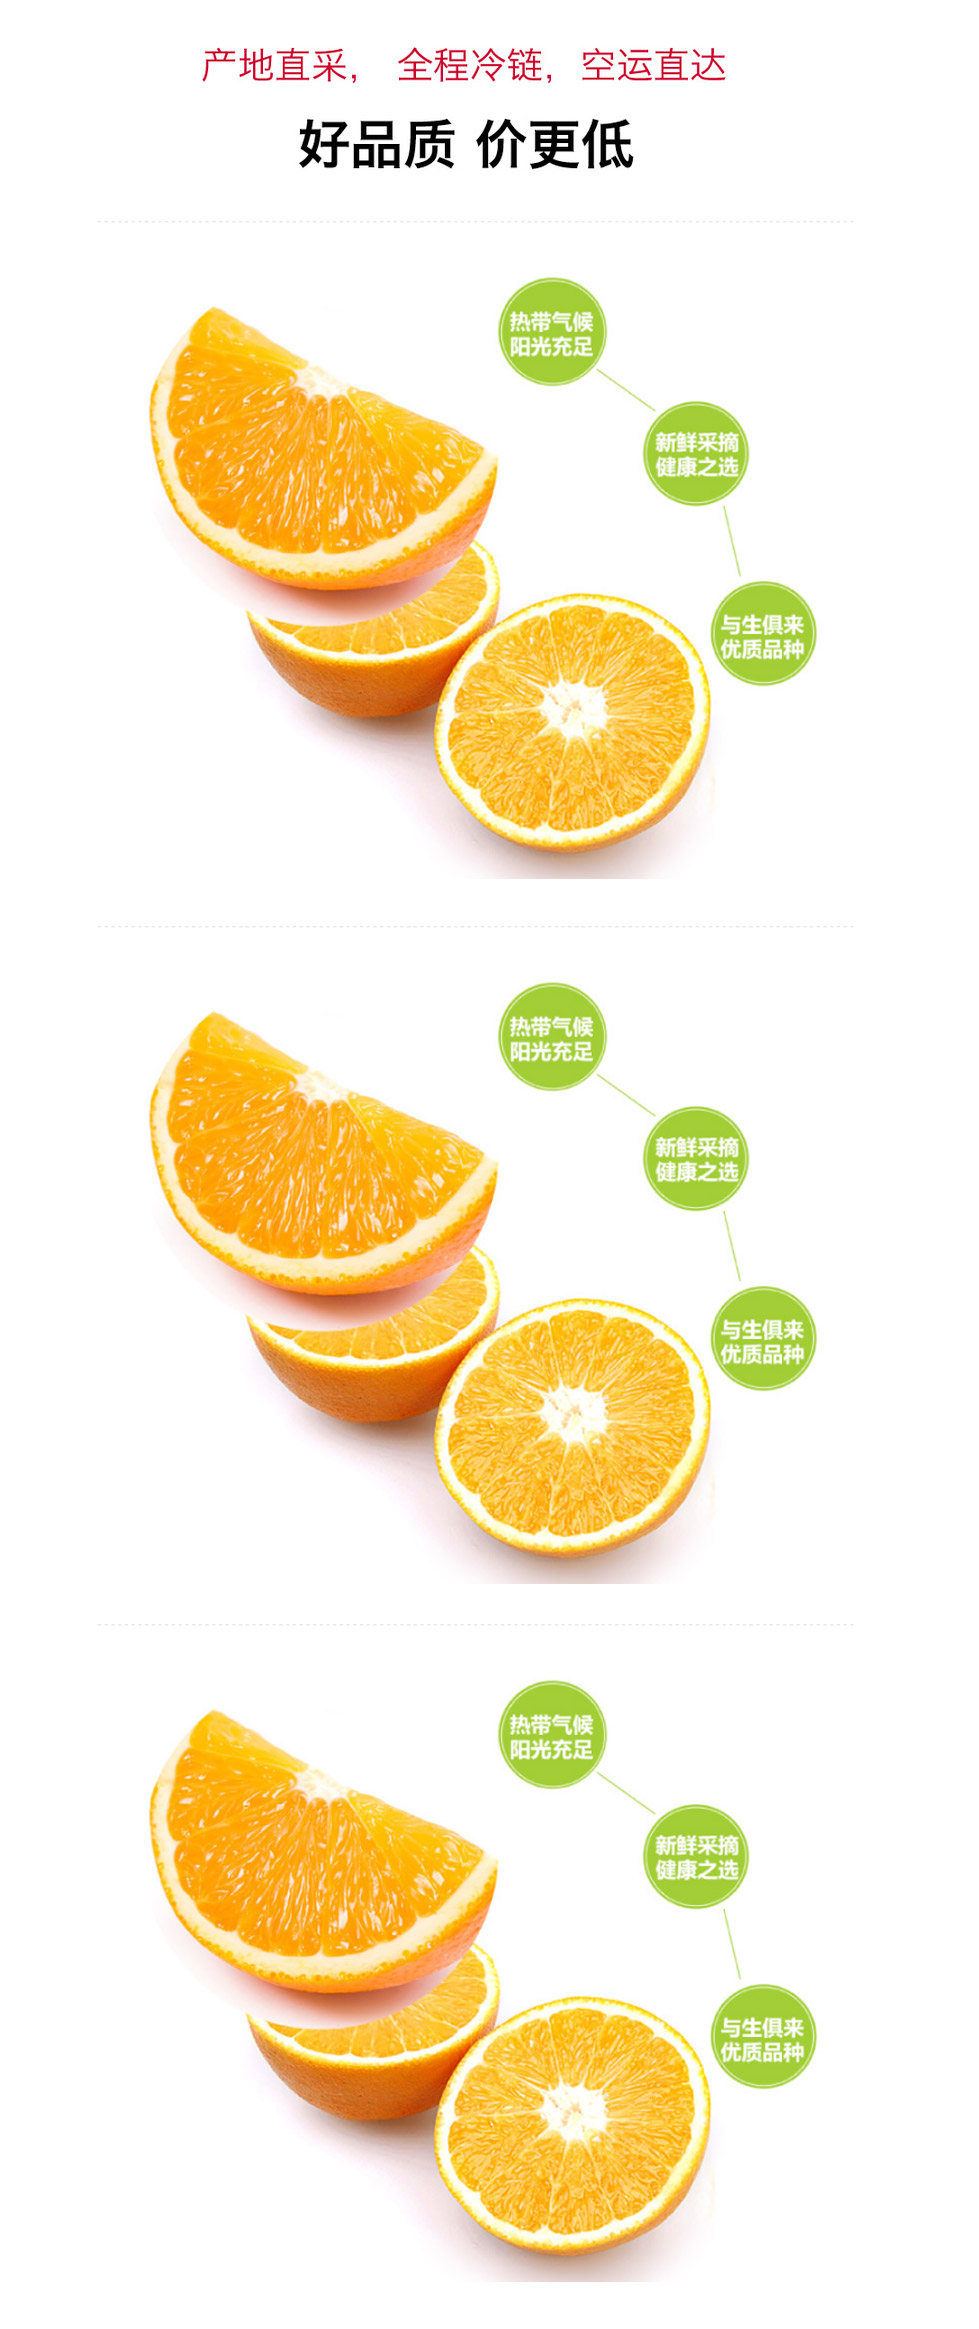 产地直采， 全程冷链，空运直达
好品质 价更低
热带气候
阳光充足
新鲜采摘
健康之选
与生俱来
优质品种
热带气候
阳光充足
新鲜采摘
健康之选
与生俱来
优质品种
热带气候
阳光充足
新鲜采摘
健康之选
与生俱来
优质品种